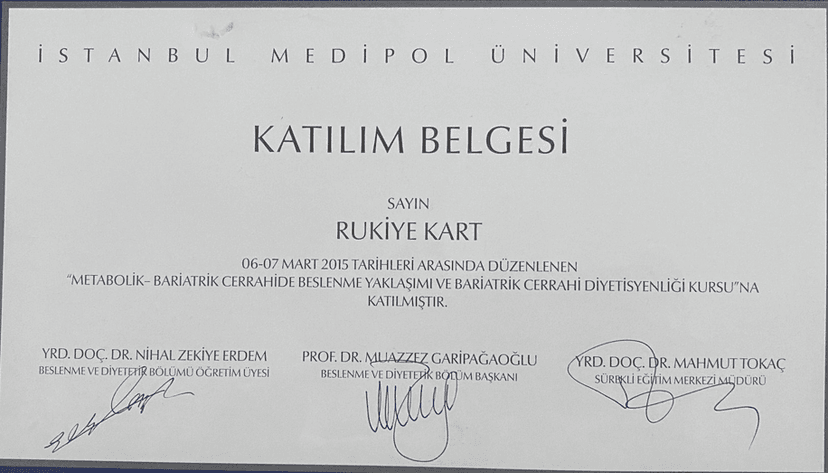 İSTANBUL MEDİPOL ÜNİVERSİTESİ
KATILIM BELGESİ
SAYIN
RUKİYE KART
06-07 MART 2015 TARİHLERİ ARASINDA DÜZENLENEN
“METABOLİK– BARİATRİK CERRAHİDE BESLENME YAKLAŞIMI VE BARİATRİK CERRAHİ DİYETİSYENLİĞİ KURSU”NA
KATILMIŞTIR.
YRD. DOÇ. DR. NİHAL ZEKİYE ERDEM
BESLENME VE DİYETETİK BÖLÜMÜ ÖĞRETİM ÜYESİ
PROF. DR. MUAZZEZ GARİPAĞAOĞLU
BESLENME VE DİYETETİK BÖLÜM BAŞKANI
YRD. DOÇ. DR. MAHMUT TOKAÇ
SÜREKLİ EĞİTİM MERKEZİ MÜDÜRÜ